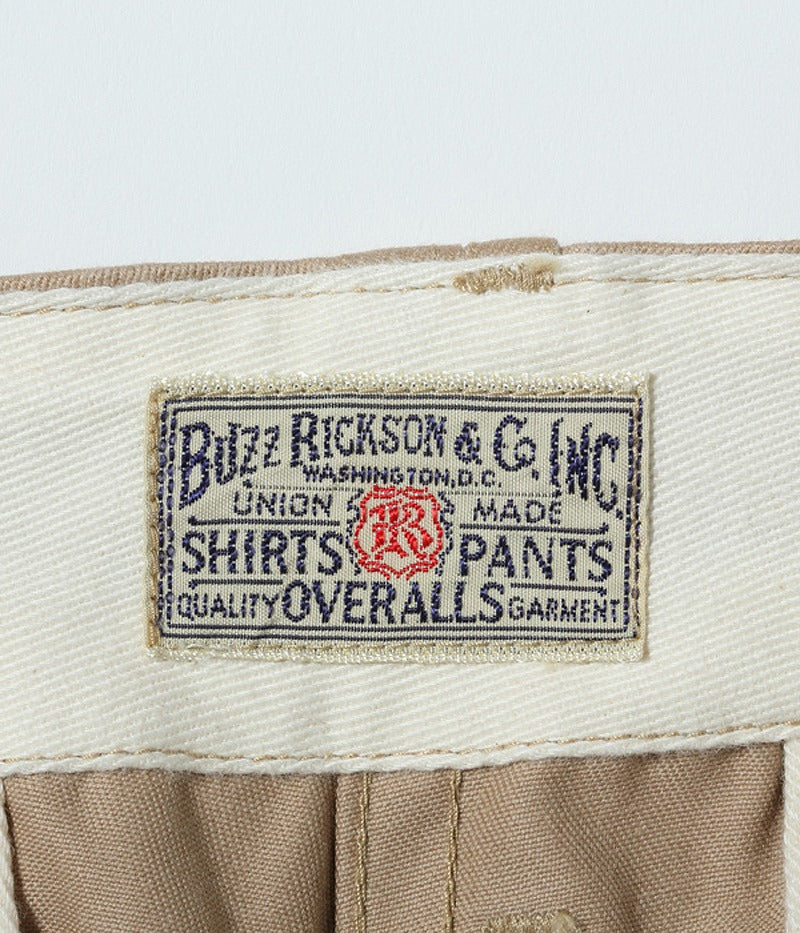 BUZZ RICKSON & CO. INC.
WASHINGTON, D.C.
UNION MADE
R
SHIRTS PANTS
QUALITY OVERALLS GARMENT